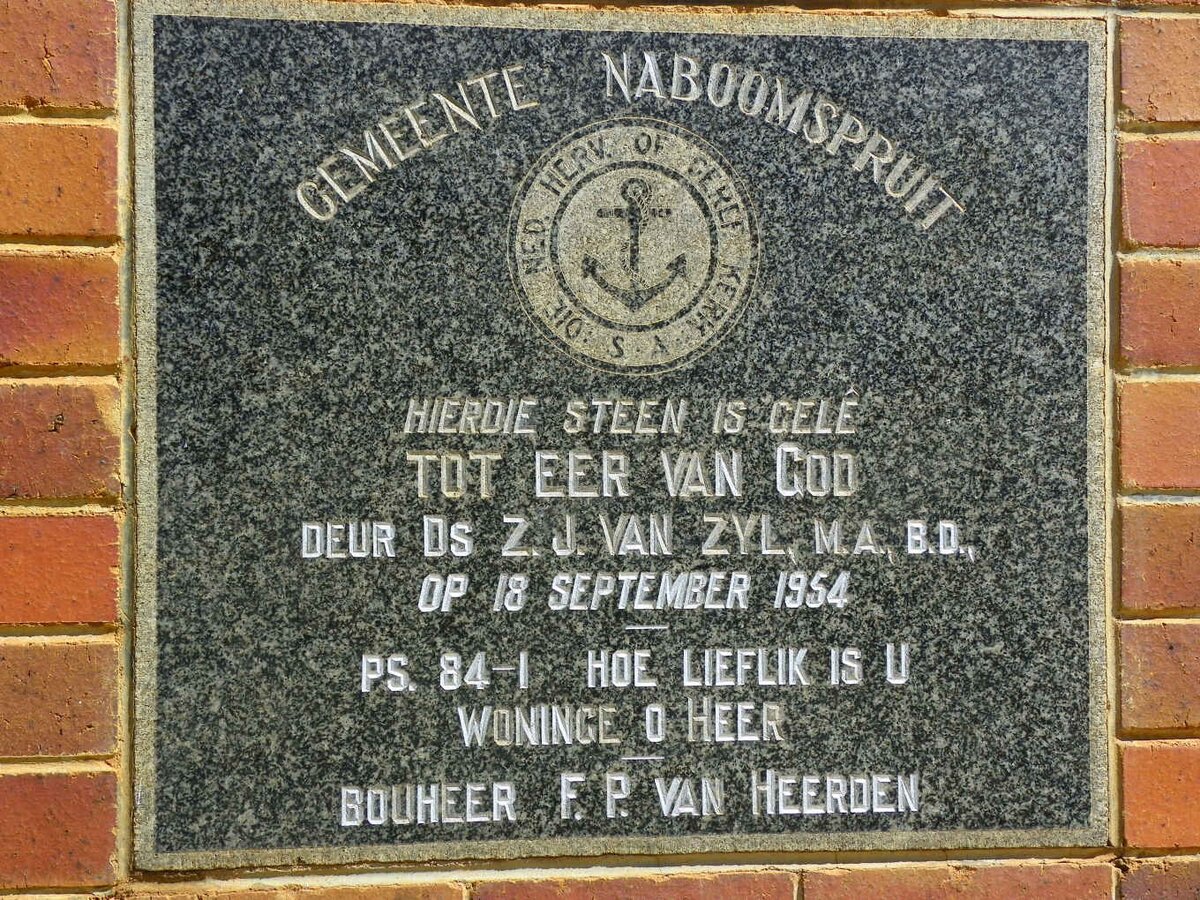 GEMEENTE NABOOMSPRUIT
DIE NED. HERV. OF GEREF. KERK. S.A.
HIERDIE STEEN IS GELÊ
TOT EER VAN GOD
DEUR DS Z. J. VAN ZYL, M.A., B.D.,
OP 18 SEPTEMBER 1954
PS. 84-1 HOE LIEFLIK IS U
WONINGE O HEER
BOUHEER F. P. VAN HEERDEN